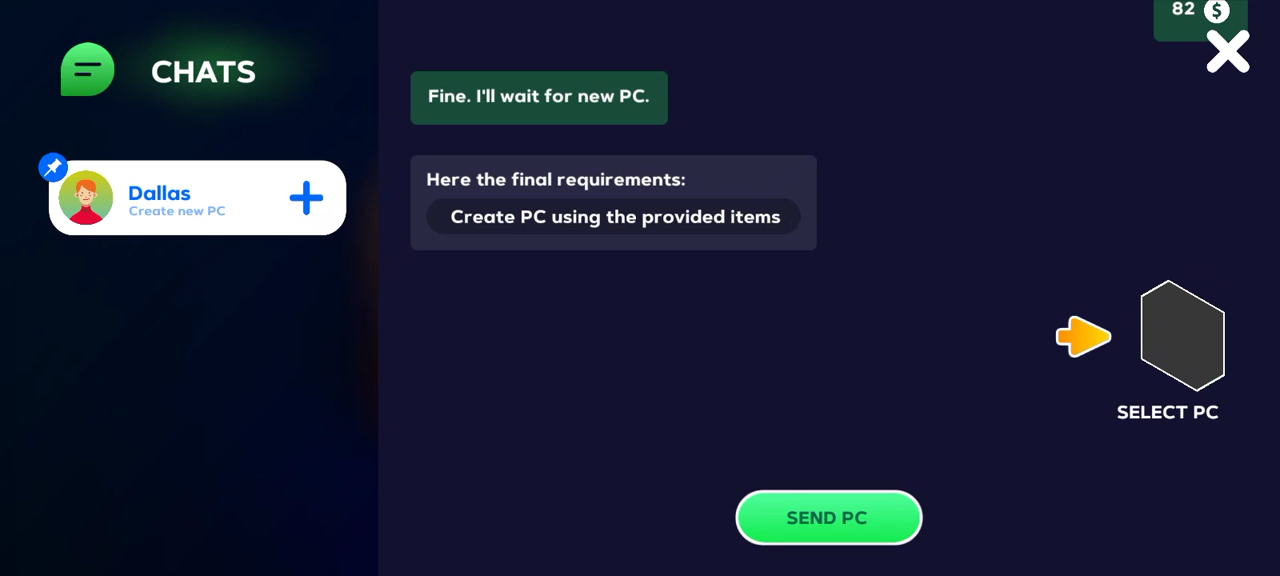 82 $
CHATS
Fine. I'll wait for new PC.
Here the final requirements:
Create PC using the provided items
Dallas
Create new PC
SELECT PC
SEND PC